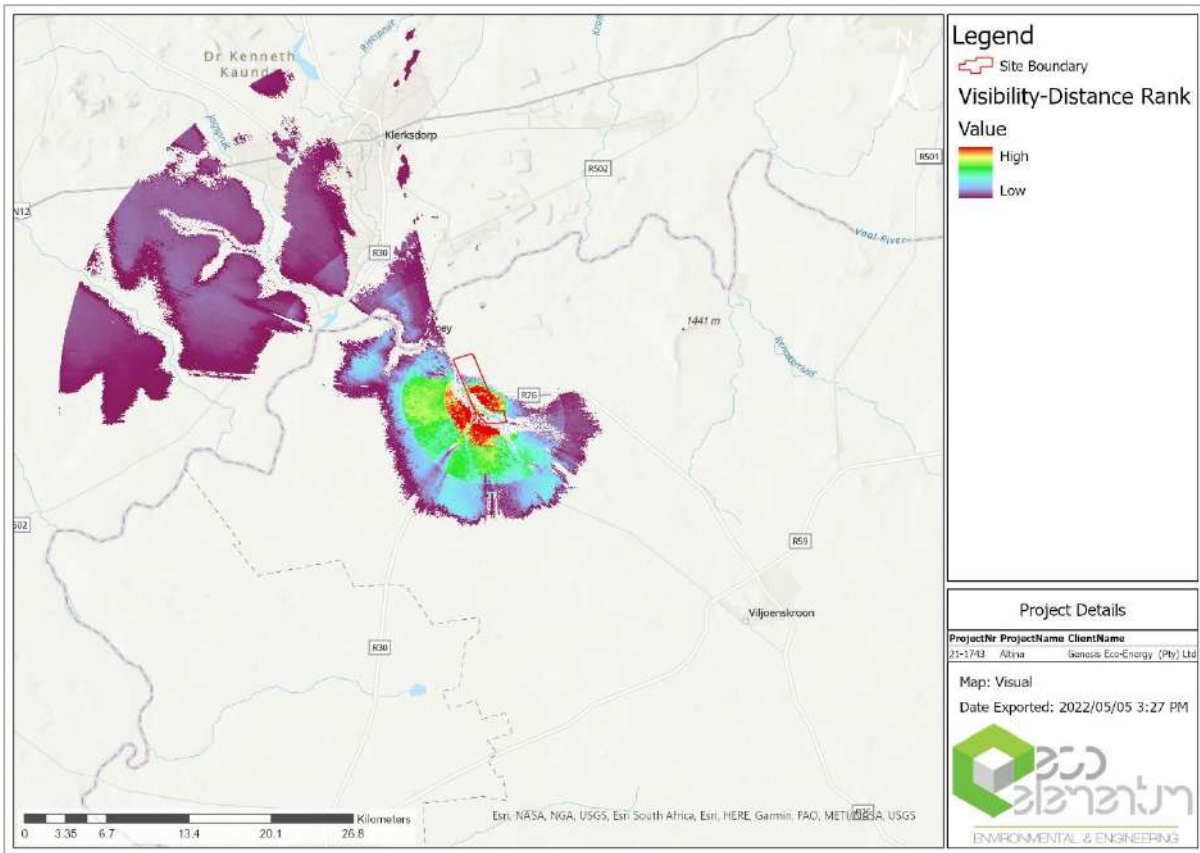 Dr Kenneth
Kaund
Klerksdorp
R501
R502
N12
Vaal River
R30
1441 m
R76
R59
Viljoenskroon
R30
Kilometers
0 3.35 6.7 13.4 20.1 26.8
Esri, NASA, NGA, USGS, Esri South Africa, Esri, HERE, Garmin, FAO, METI/NASA, USGS
N
Legend
Site Boundary
Visibility-Distance Rank
Value
High
Low
Project Details
ProjectNr ProjectName ClientName
21-1743 Altina Genesis Eco-Energy (Pty) Ltd
Map: Visual
Date Exported: 2022/05/05 3:27 PM
eco
elementum
ENVIRONMENTAL & ENGINEERING